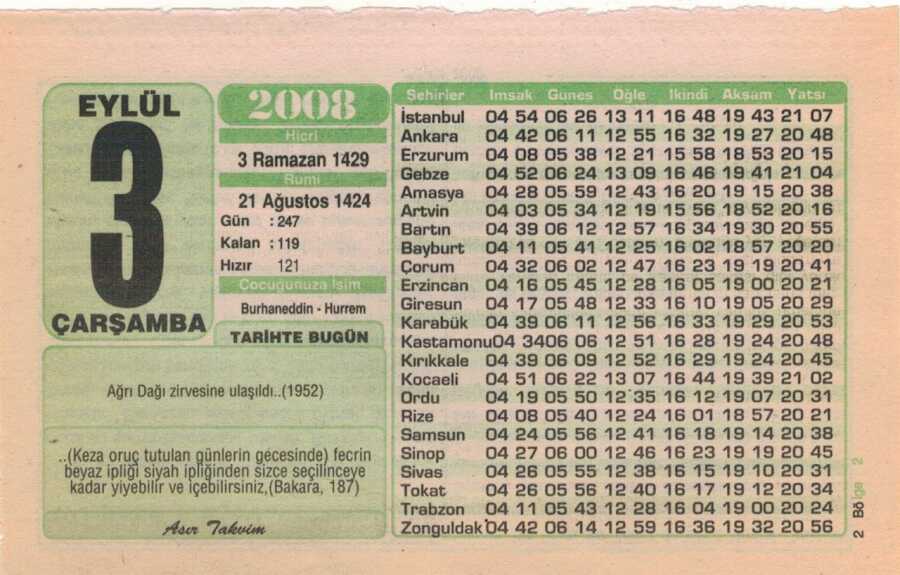 EYLÜL
3
ÇARŞAMBA
2008
Hicri
3 Ramazan 1429
Rumi
21 Ağustos 1424
Gün : 247
Kalan : 119
Hızır 121
Çocuğunuza İsim
Burhaneddin - Hurrem
TARİHTE BUGÜN
Ağrı Dağı zirvesine ulaşıldı..(1952)
..(Keza oruç tutulan günlerin gecesinde) fecrin
beyaz ipliği siyah ipliğinden sizce seçilinceye
kadar yiyebilir ve içebilirsiniz,(Bakara, 187)
Asır Takvim
Şehirler İmsak Güneş Öğle İkindi Akşam Yatsı
İstanbul 04 54 06 26 13 11 16 48 19 43 21 07
Ankara 04 42 06 11 12 55 16 32 19 27 20 48
Erzurum 04 08 05 38 12 21 15 58 18 53 20 15
Gebze 04 52 06 24 13 09 16 46 19 41 21 04
Amasya 04 28 05 59 12 43 16 20 19 15 20 38
Artvin 04 03 05 34 12 19 15 56 18 52 20 16
Bartın 04 39 06 12 12 57 16 34 19 30 20 55
Bayburt 04 11 05 41 12 25 16 02 18 57 20 20
Çorum 04 32 06 02 12 47 16 23 19 19 20 41
Erzincan 04 16 05 45 12 28 16 05 19 00 20 21
Giresun 04 17 05 48 12 33 16 10 19 05 20 29
Karabük 04 39 06 11 12 56 16 33 19 29 20 53
Kastamonu04 3406 06 12 51 16 28 19 24 20 48
Kırıkkale 04 39 06 09 12 52 16 29 19 24 20 45
Kocaeli 04 51 06 22 13 07 16 44 19 39 21 02
Ordu 04 19 05 50 12 35 16 12 19 07 20 31
Rize 04 08 05 40 12 24 16 01 18 57 20 21
Samsun 04 24 05 56 12 41 16 18 19 14 20 38
Sinop 04 27 06 00 12 46 16 23 19 19 20 45
Sivas 04 26 05 55 12 38 16 15 19 10 20 31
Tokat 04 26 05 56 12 40 16 17 19 12 20 34
Trabzon 04 11 05 43 12 28 16 04 19 00 20 24
Zonguldak 04 42 06 14 12 59 16 36 19 32 20 56
2 Bölge 2